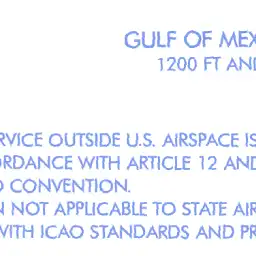 GULF OF MEX
1200 FT AND
RVICE OUTSIDE U.S. AIRSPACE IS
ORDANCE WITH ARTICLE 12 AND
O CONVENTION.
N NOT APPLICABLE TO STATE AIR
WITH ICAO STANDARDS AND PR